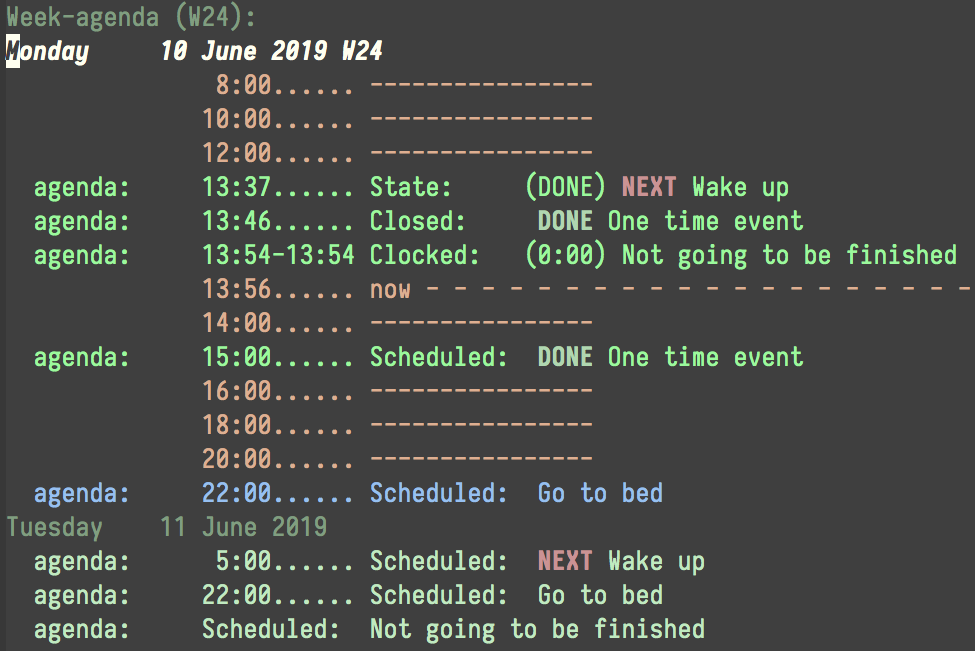 Week-agenda (W24):
Monday     10 June 2019 W24
               8:00...... ----------------
              10:00...... ----------------
              12:00...... ----------------
  agenda:     13:37...... State:     (DONE) NEXT Wake up
  agenda:     13:46...... Closed:     DONE One time event
  agenda:     13:54-13:54 Clocked:   (0:00) Not going to be finished
              13:56...... now - - - - - - - - - - - - - - - - - - - -
              14:00...... ----------------
  agenda:     15:00...... Scheduled:  DONE One time event
              16:00...... ----------------
              18:00...... ----------------
              20:00...... ----------------
  agenda:     22:00...... Scheduled:  Go to bed
Tuesday    11 June 2019
  agenda:      5:00...... Scheduled:  NEXT Wake up
  agenda:     22:00...... Scheduled:  Go to bed
  agenda:     Scheduled:  Not going to be finished